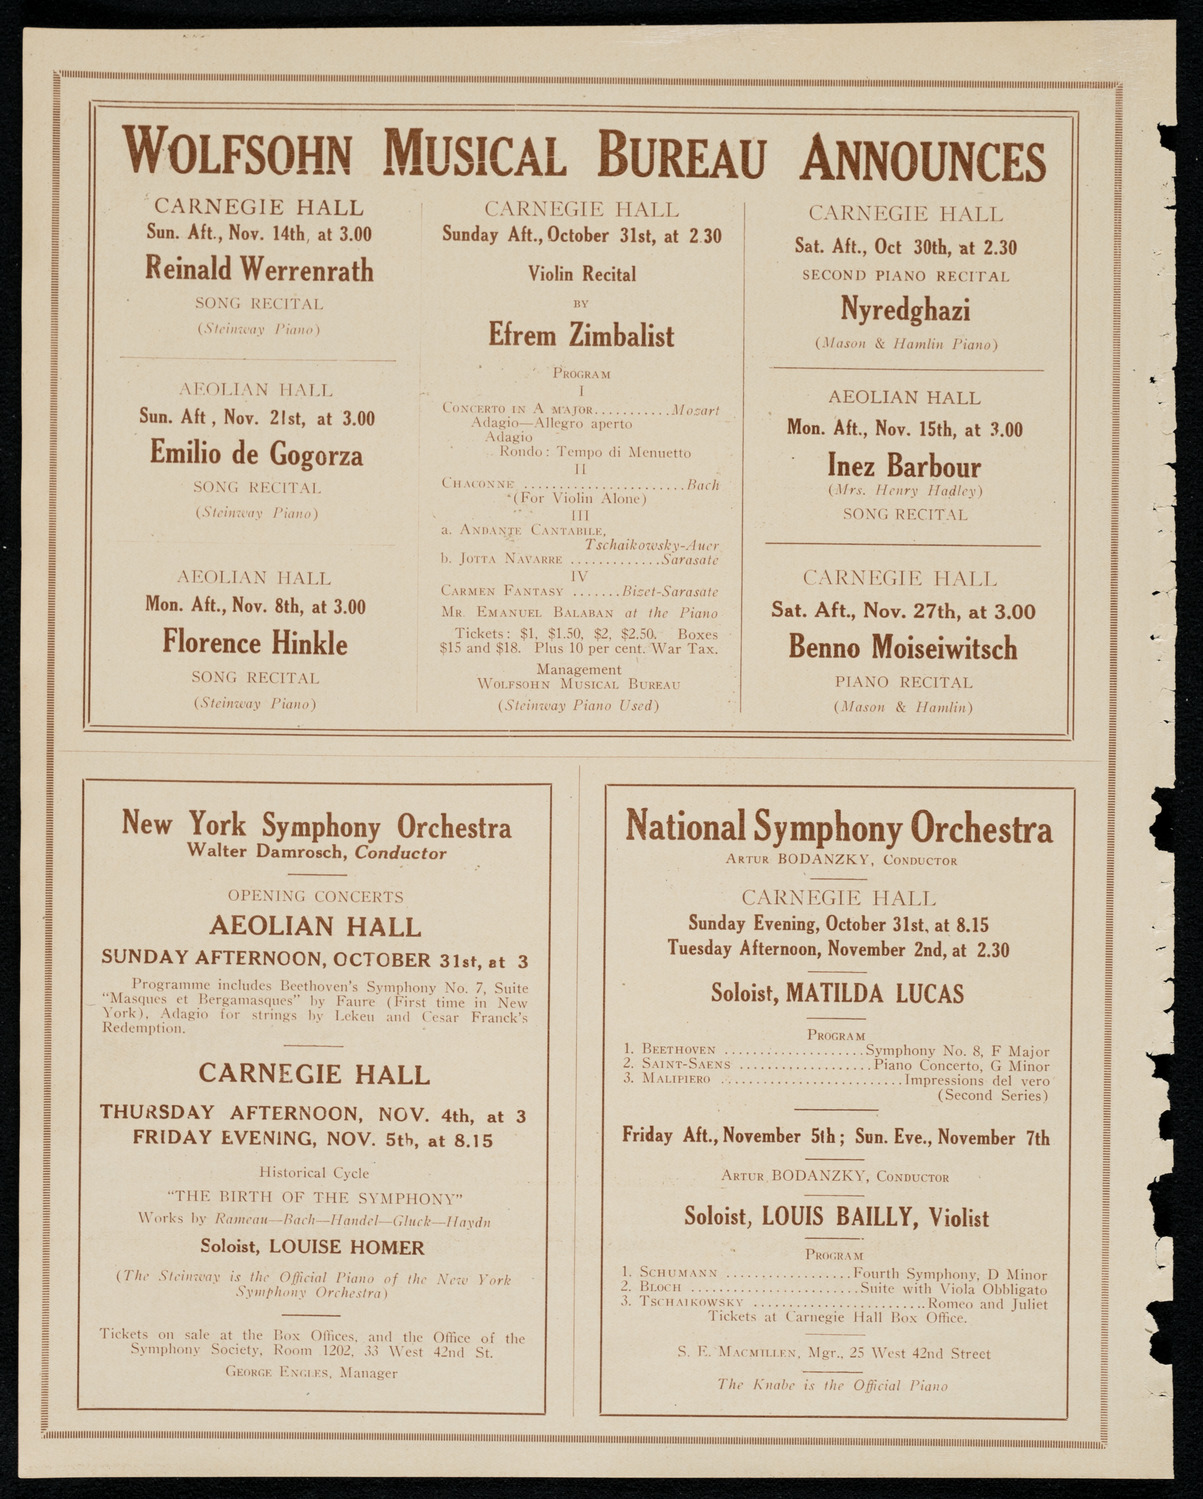 WOLFSOHN MUSICAL BUREAU ANNOUNCES
CARNEGIE HALL
Sun. Aft., Nov. 14th, at 3.00
Reinald Werrenrath
SONG RECITAL
(Steinway Piano)
AEOLIAN HALL
Sun. Aft, Nov. 21st, at 3.00
Emilio de Gogorza
SONG RECITAL
(Steinway Piano)
AEOLIAN HALL
Mon. Aft., Nov. 8th, at 3.00
Florence Hinkle
SONG RECITAL
(Steinway Piano)
CARNEGIE HALL
Sunday Aft., October 31st, at 2.30
Violin Recital
BY
Efrem Zimbalist
PROGRAM
I
CONCERTO IN A MAJOR...........Mozart
Adagio—Allegro aperto
Adagio
Rondo: Tempo di Menuetto
II
CHACONNE .......................Bach
(For Violin Alone)
III
a. ANDANTE CANTABILE,
Tschaikowsky-Auer
b. JOTTA NAVARRE .............Sarasate
IV
CARMEN FANTASY .......Bizet-Sarasate
MR. EMANUEL BALABAN at the Piano
Tickets: $1, $1.50, $2, $2.50. Boxes
$15 and $18. Plus 10 per cent. War Tax.
Management
WOLFSOHN MUSICAL BUREAU
(Steinway Piano Used)
CARNEGIE HALL
Sat. Aft., Oct 30th, at 2.30
SECOND PIANO RECITAL
Nyredghazi
(Mason & Hamlin Piano)
AEOLIAN HALL
Mon. Aft., Nov. 15th, at 3.00
Inez Barbour
(Mrs. Henry Hadley)
SONG RECITAL
CARNEGIE HALL
Sat. Aft., Nov. 27th, at 3.00
Benno Moiseiwitsch
PIANO RECITAL
(Mason & Hamlin)
New York Symphony Orchestra
Walter Damrosch, Conductor
OPENING CONCERTS
AEOLIAN HALL
SUNDAY AFTERNOON, OCTOBER 31st, at 3
Programme includes Beethoven's Symphony No. 7, Suite
"Masques et Bergamasques" by Faure (First time in New
York), Adagio for strings by Lekeu and Cesar Franck's
Redemption.
CARNEGIE HALL
THURSDAY AFTERNOON, NOV. 4th, at 3
FRIDAY EVENING, NOV. 5th, at 8.15
Historical Cycle
"THE BIRTH OF THE SYMPHONY"
Works by Rameau—Bach—Handel—Gluck—Haydn
Soloist, LOUISE HOMER
(The Steinway is the Official Piano of the New York
Symphony Orchestra)
Tickets on sale at the Box Offices, and the Office of the
Symphony Society, Room 1202, 33 West 42nd St.
GEORGE ENGLES, Manager
National Symphony Orchestra
ARTUR BODANZKY, CONDUCTOR
CARNEGIE HALL
Sunday Evening, October 31st, at 8.15
Tuesday Afternoon, November 2nd, at 2.30
Soloist, MATILDA LUCAS
PROGRAM
1. BEETHOVEN ....................Symphony No. 8, F Major
2. SAINT-SAENS ...................Piano Concerto, G Minor
3. MALIPIERO ..........................Impressions del vero
(Second Series)
Friday Aft., November 5th; Sun. Eve., November 7th
ARTUR BODANZKY, CONDUCTOR
Soloist, LOUIS BAILLY, Violist
PROGRAM
1. SCHUMANN ..................Fourth Symphony, D Minor
2. BLOCH ........................Suite with Viola Obbligato
3. TSCHAIKOWSKY .........................Romeo and Juliet
Tickets at Carnegie Hall Box Office.
S. E. MACMILLEN, Mgr., 25 West 42nd Street
The Knabe is the Official Piano